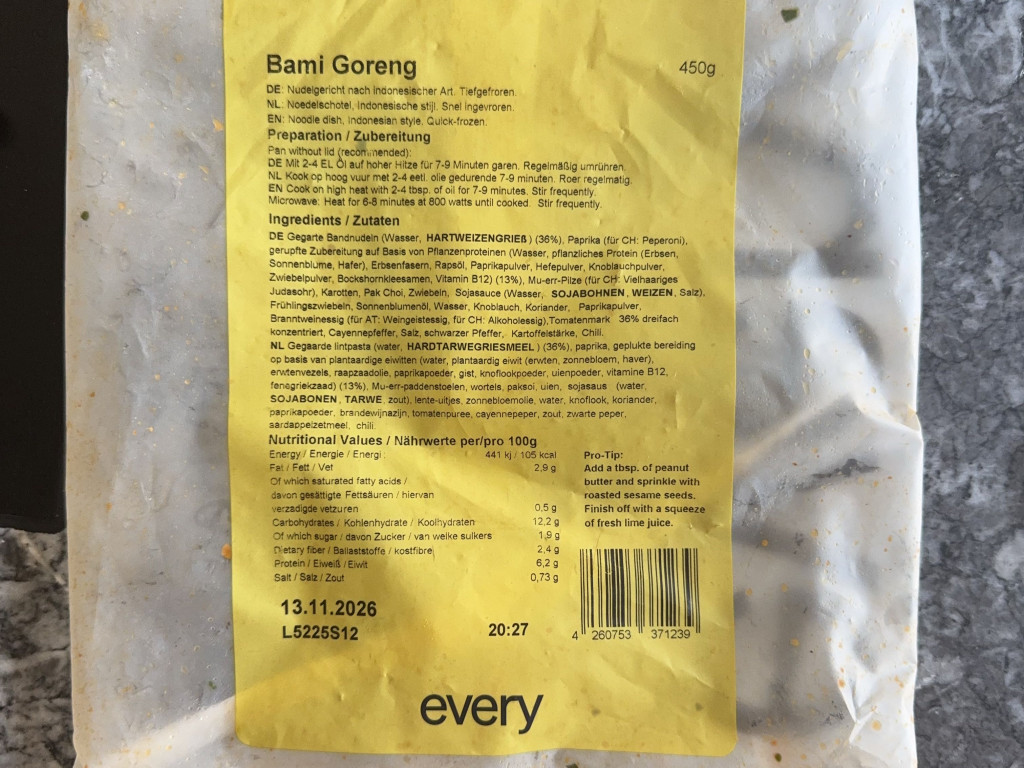 Bami Goreng
450g
DE: Nudelgericht nach indonesischer Art. Tiefgefroren.
NL: Noedelschotel, Indonesische stijl. Snel ingevroren.
EN: Noodle dish, Indonesian style. Quick-frozen.
Preparation / Zubereitung
Pan without lid (recommended):
DE Mit 2-4 EL Öl auf hoher Hitze für 7-9 Minuten garen. Regelmäßig umrühren.
NL Kook op hoog vuur met 2-4 eetl. olie gedurende 7-9 minuten. Roer regelmatig.
EN Cook on high heat with 2-4 tbsp. of oil for 7-9 minutes. Stir frequently.
Microwave: Heat for 6-8 minutes at 800 watts until cooked Stir frequently.
Ingredients / Zutaten
DE Gegarte Bandnudeln (Wasser, HARTWEIZENGRIEß) (36%), Paprika (für CH: Peperoni),
gerupfte Zubereitung auf Basis von Pflanzenproteinen (Wasser, pflanzliches Protein (Erbsen,
Sonnenblume, Hafer), Erbsenfasern, Rapsöl, Paprikapulver, Hefepulver, Knoblauchpulver,
Zwiebelpulver, Bockshornkleesamen, Vitamin B12) (13%), Mu-err-Pilze (für CH: Vielhaariges
Judasohr), Karotten, Pak Choi, Zwiebeln, Sojasauce (Wasser, SOJABOHNEN, WEIZEN, Salz),
Frühlingszwiebeln, Sonnenblumenöl, Wasser, Knoblauch, Koriander, Paprikapulver,
Branntweinessig (für AT: Weingeistessig, für CH: Alkoholessig),Tomatenmark 36% dreifach
konzentriert, Cayennepfeffer, Salz, schwarzer Pfeffer, Kartoffelstärke, Chili.
NL Gegaarde lintpasta (water, HARDTARWEGRIESMEEL) (36%), paprika, geplukte bereiding
op basis van plantaardige eiwitten (water, plantaardig eiwit (erwten, zonnebloem, haver),
erwtenvezels, raapzaadolie, paprikapoeder, gist, knoflookpoeder, uienpoeder, vitamine B12,
fenegriekzaad) (13%), Mu-err-paddenstoelen, wortels, paksoi, uien, sojasaus (water,
SOJABONEN, TARWE, zout), lente-uitjes, zonnebloemolie, water, knoflook, koriander,
paprikapoeder, brandewijnazijn, tomatenpuree, cayennepeper, zout, zwarte peper,
aardappelzetmeel, chili.
Nutritional Values / Nährwerte per/pro 100g
Energy / Energie / Energi : 441 kj / 105 kcal
Fat / Fett / Vet 2,9 g
Of which saturated fatty acids /
davon gesättigte Fettsäuren / hiervan
verzadigde vetzuren 0,5 g
Carbohydrates / Kohlenhydrate / Koolhydraten 12,2 g
Of which sugar / davon Zucker / van welke suikers 1,9 g
Dietary fiber / Ballaststoffe / kostfibre 2,4 g
Protein / Eiweiß / Eiwit 6,2 g
Salt / Salz / Zout 0,73 g
Pro-Tip:
Add a tbsp. of peanut
butter and sprinkle with
roasted sesame seeds.
Finish off with a squeeze
of fresh lime juice.
13.11.2026
L5225S12
20:27
4 260753 371239
every